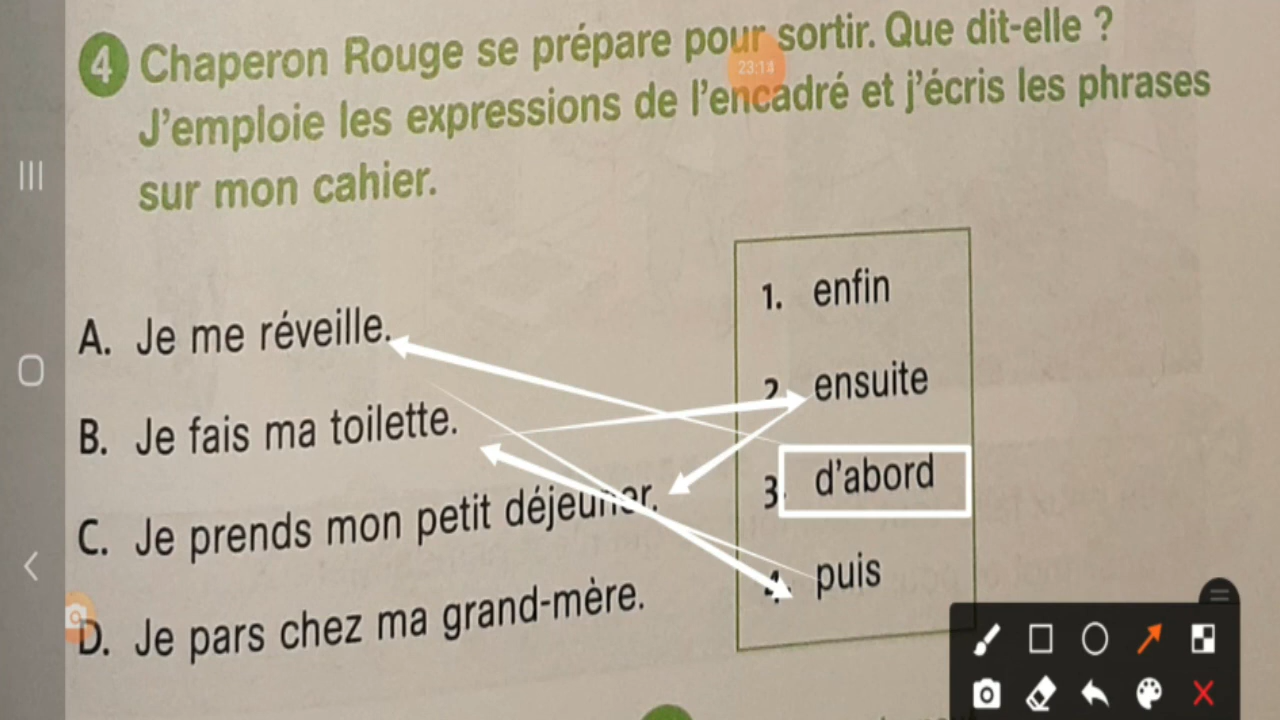 4 Chaperon Rouge se prépare pour sortir. Que dit-elle ?
23:14
J'emploie les expressions de l'encadré et j'écris les phrases
sur mon cahier.
A. Je me réveille.
B. Je fais ma toilette.
C. Je prends mon petit déjeuner.
D. Je pars chez ma grand-mère.
1. enfin
2 ensuite
3. d'abord
4. puis